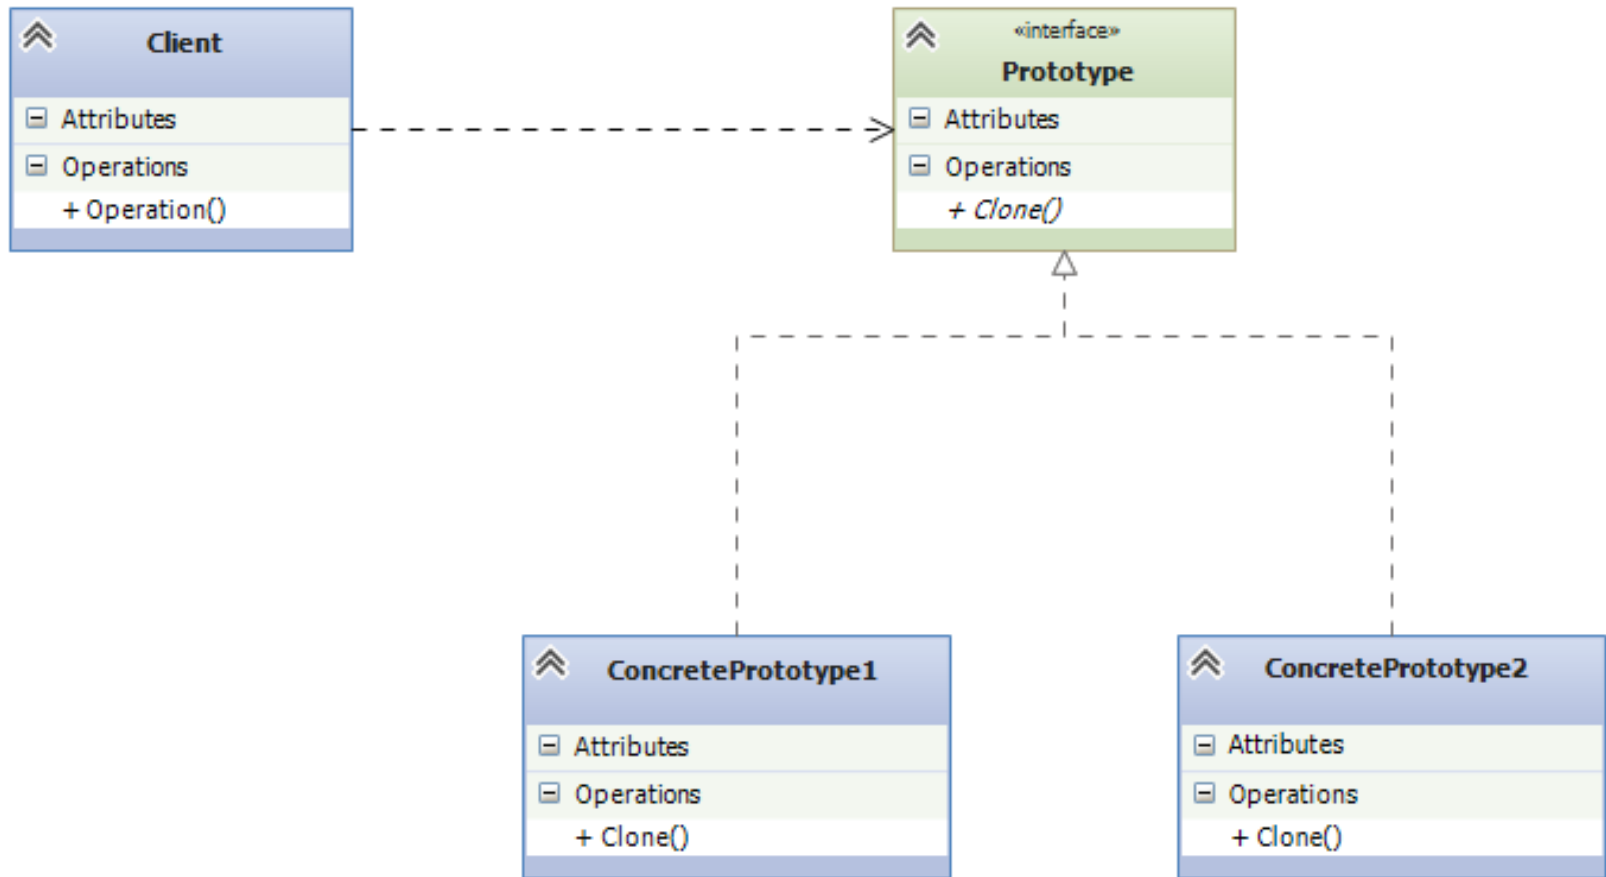 Client
Attributes
Operations
+ Operation()
«interface»
Prototype
Attributes
Operations
+ Clone()
ConcretePrototype1
Attributes
Operations
+ Clone()
ConcretePrototype2
Attributes
Operations
+ Clone()